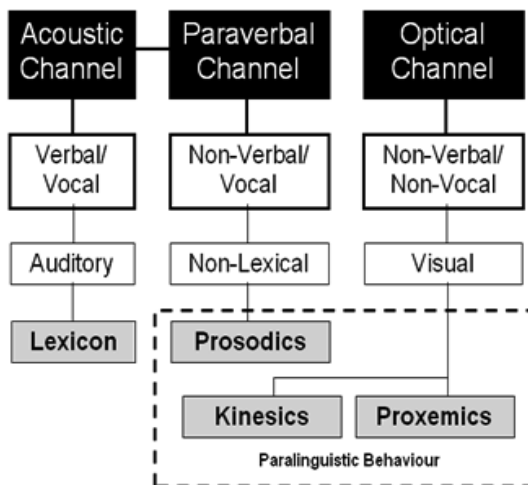 Acoustic
Channel
Paraverbal
Channel
Optical
Channel
Verbal/
Vocal
Non-Verbal/
Vocal
Non-Verbal/
Non-Vocal
Auditory
Non-Lexical
Visual
Lexicon
Prosodics
Kinesics
Proxemics
Paralinguistic Behaviour